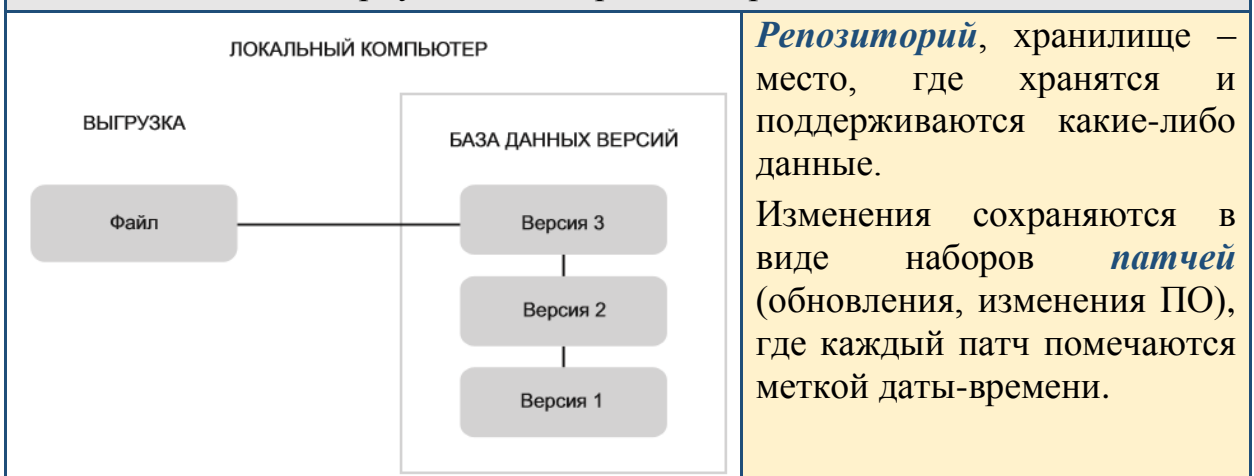 ЛОКАЛЬНЫЙ КОМПЬЮТЕР
ВЫГРУЗКА
БАЗА ДАННЫХ ВЕРСИЙ
Файл
Версия 3
Версия 2
Версия 1
Репозиторий, хранилище –
место, где хранятся и
поддерживаются какие-либо
данные.
Изменения сохраняются в
виде наборов патчей
(обновления, изменения ПО),
где каждый патч помечаются
меткой даты-времени.